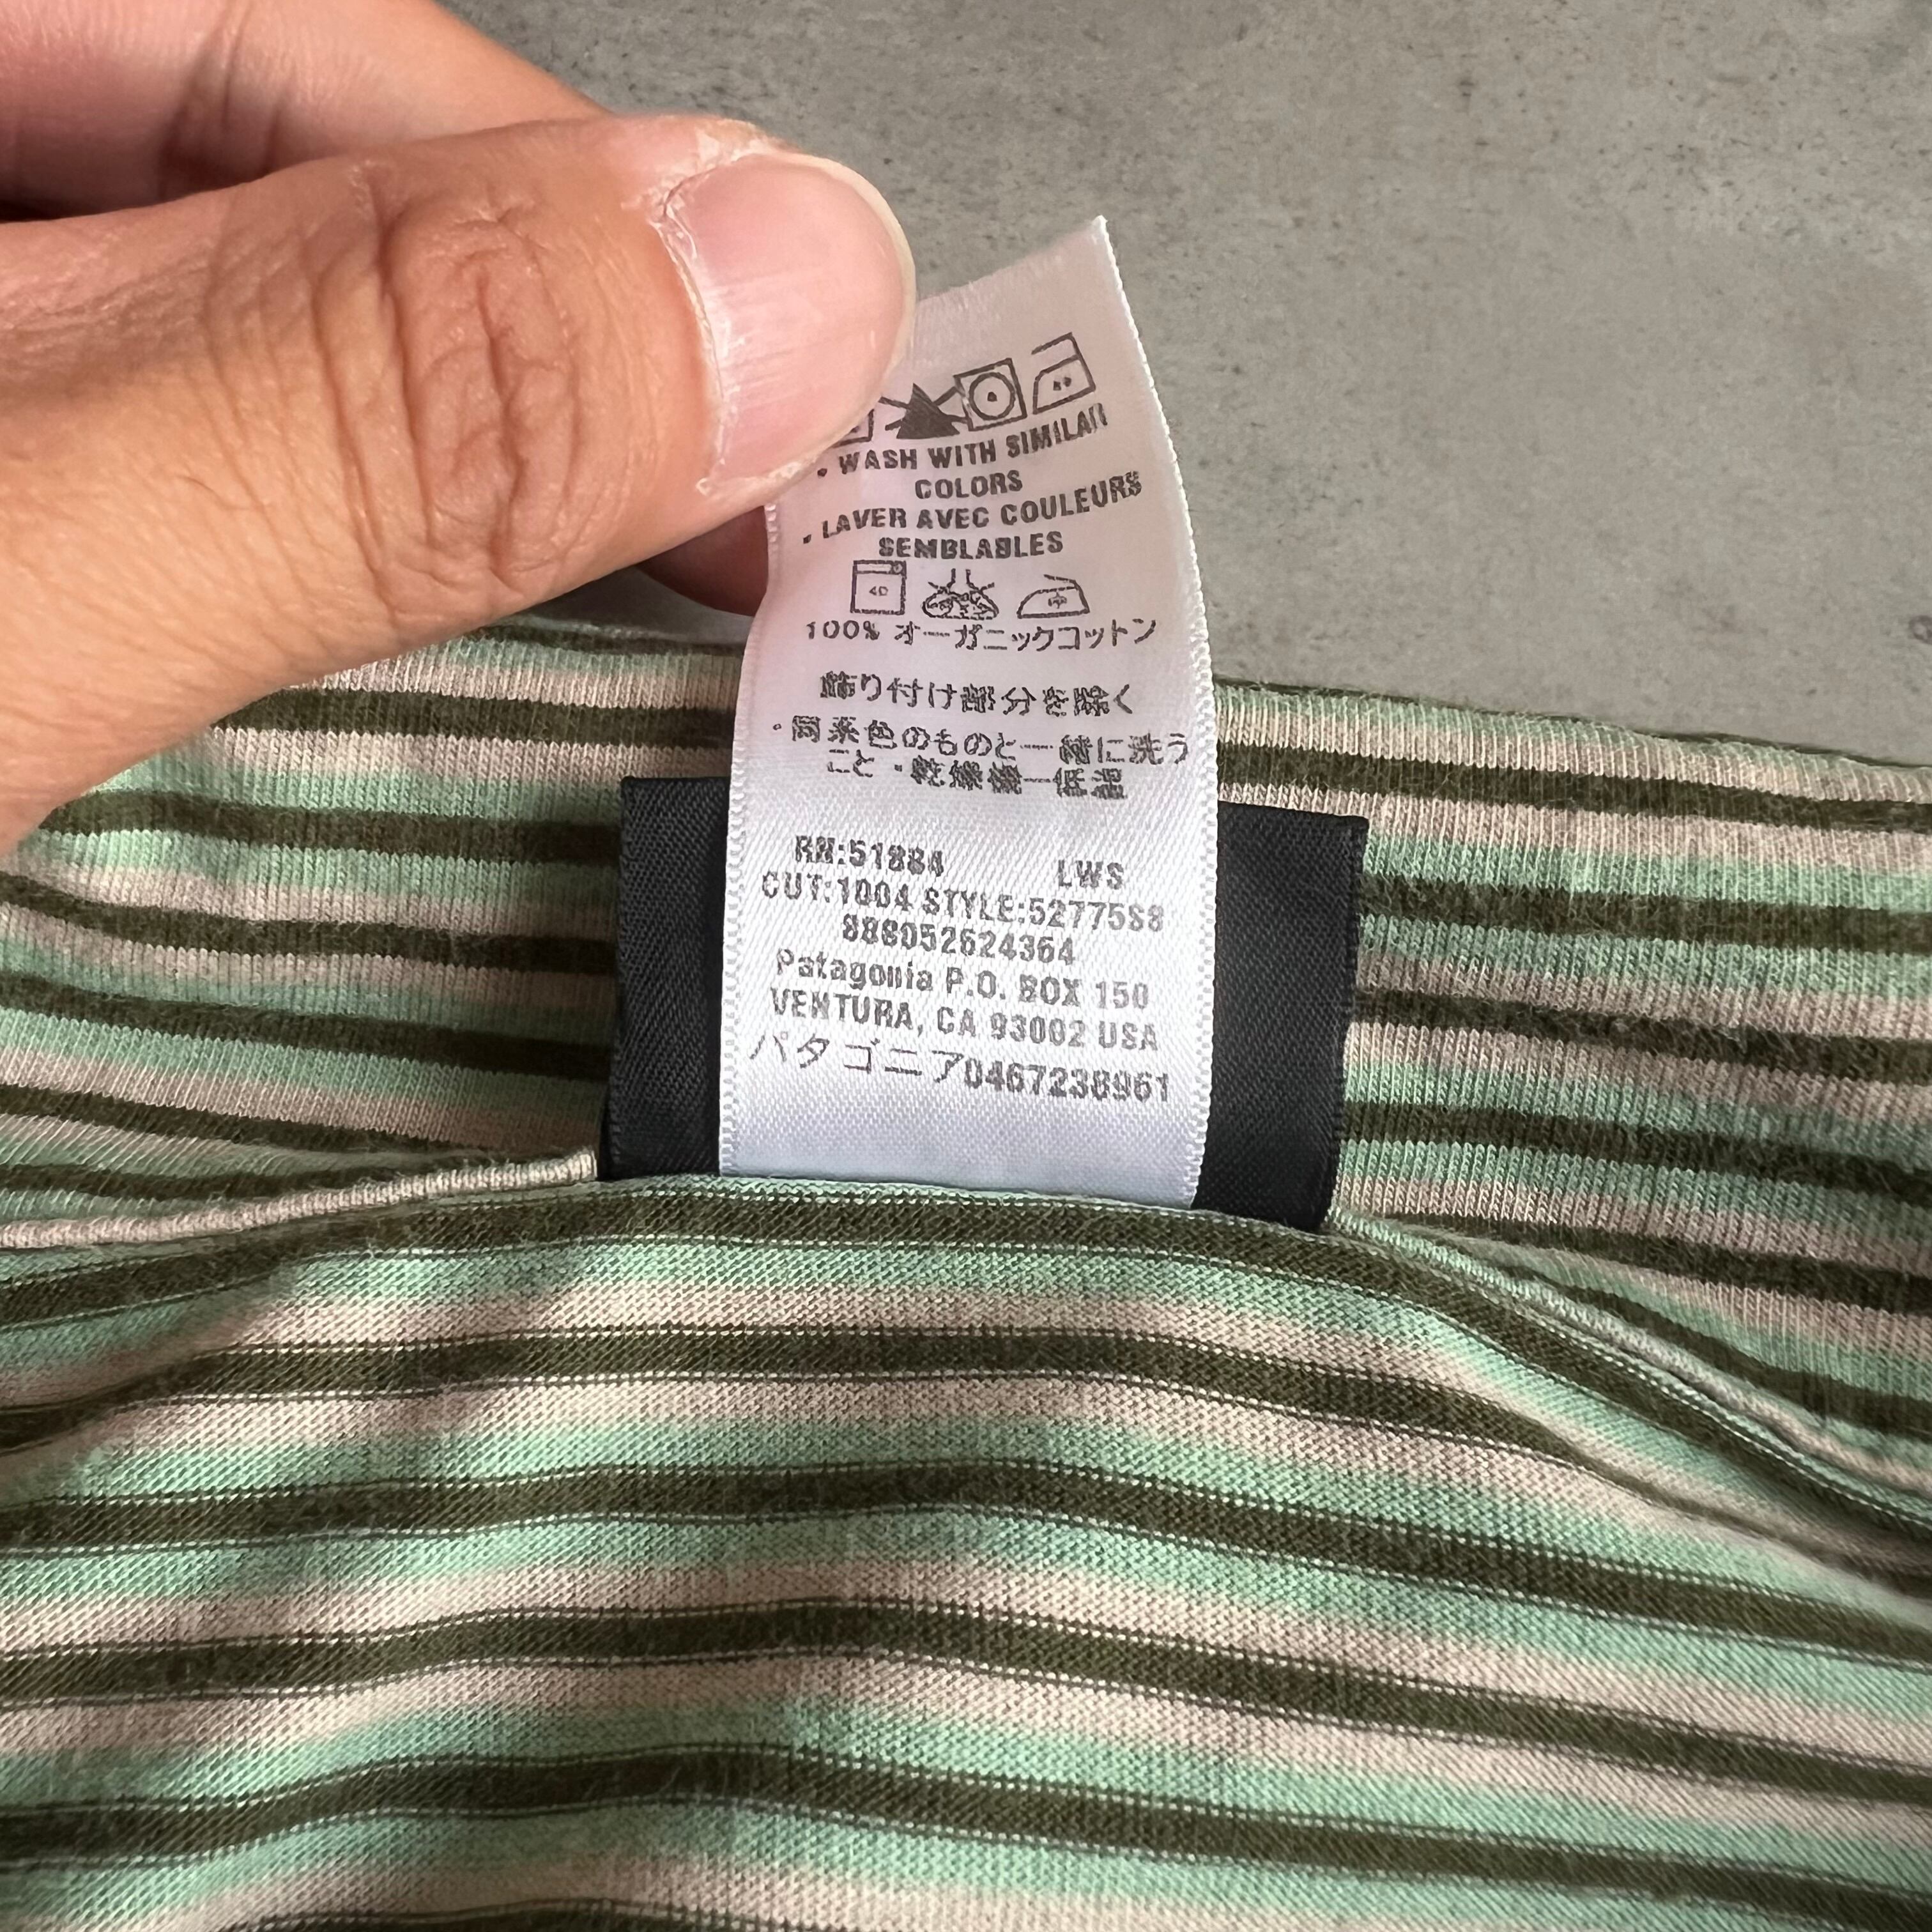 • WASH WITH SIMILAR
COLORS
• LAVER AVEC COULEURS
SEMBLABLES
40 中
100% オーガニックコットン
飾り付け部分を除く
・同系色のものと一緒に洗う
こと・乾燥機ー低温
RN:51884 LWS
CUT:1004 STYLE:52775S8
888052624364
Patagonia P.O. BOX 150
VENTURA, CA 93002 USA
パタゴニア0467238961